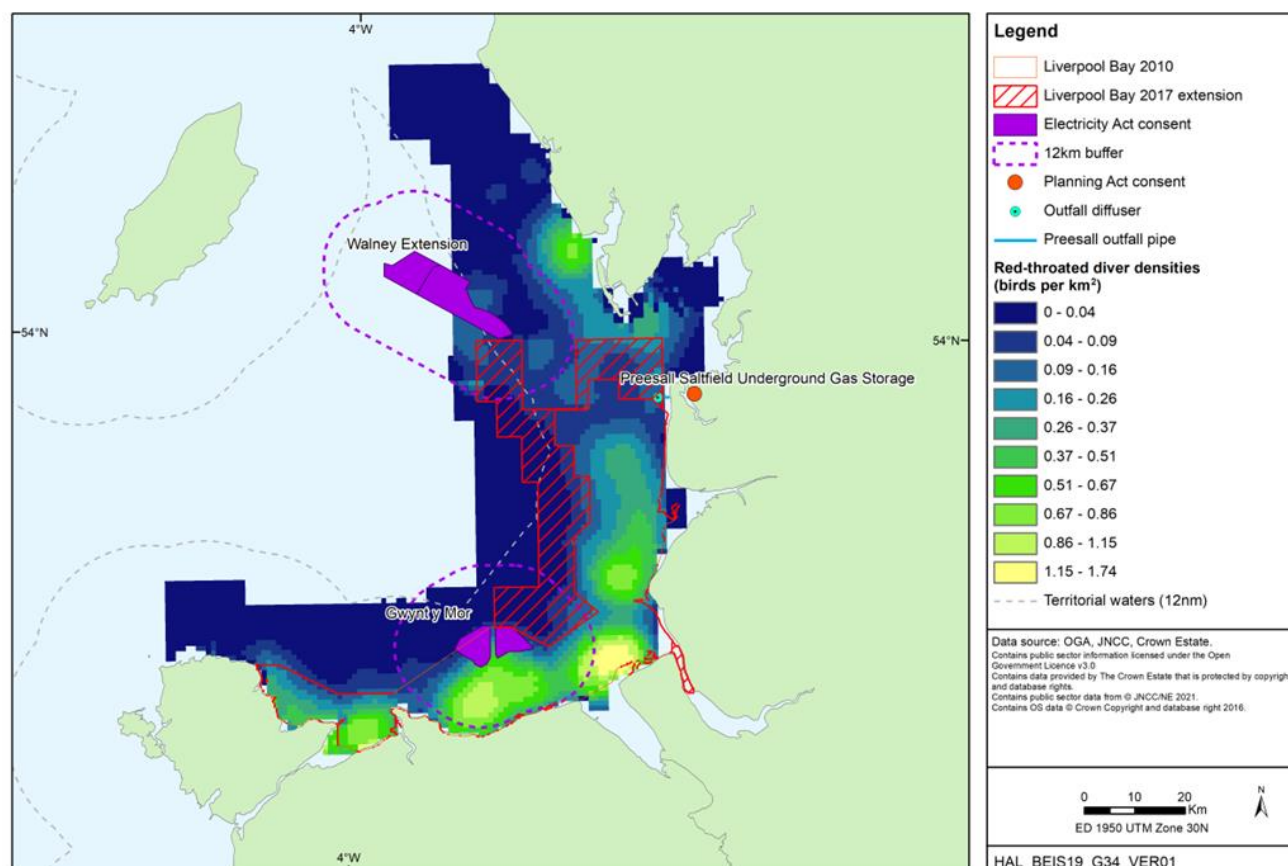 4°W
Walney Extension
54°N
54°N
Preesall Saltfield Underground Gas Storage
Gwynt y Mor
4°W
Legend
Liverpool Bay 2010
Liverpool Bay 2017 extension
Electricity Act consent
12km buffer
Planning Act consent
Outfall diffuser
Preesall outfall pipe
Red-throated diver densities
(birds per km²)
0 - 0.04
0.04 - 0.09
0.09 - 0.16
0.16 - 0.26
0.26 - 0.37
0.37 - 0.51
0.51 - 0.67
0.67 - 0.86
0.86 - 1.15
1.15 - 1.74
Territorial waters (12nm)
Data source: OGA, JNCC, Crown Estate.
Contains public sector information licensed under the Open
Government Licence v3.0
Contains data provided by The Crown Estate that is protected by copyright
and database rights.
Contains public sector data from © JNCC/NE 2021.
Contains OS data © Crown Copyright and database right 2016.
0 10 20
Km
N
ED 1950 UTM Zone 30N
HAL_BEIS19_G34_VER01